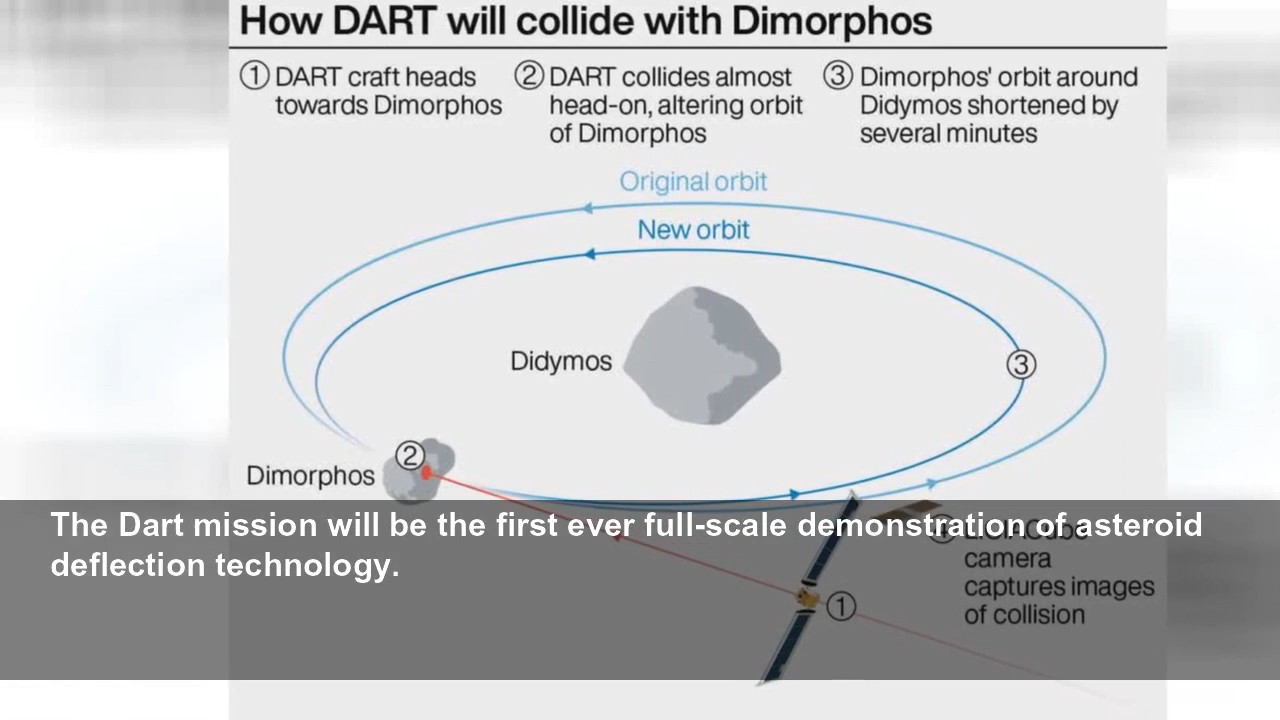 How DART will collide with Dimorphos
① DART craft heads
towards Dimorphos
② DART collides almost
head-on, altering orbit
of Dimorphos
③ Dimorphos' orbit around
Didymos shortened by
several minutes
Original orbit
New orbit
Didymos
③
②
Dimorphos
The Dart mission will be the first ever full-scale demonstration of asteroid
deflection technology.
camera
captures images
of collision
①